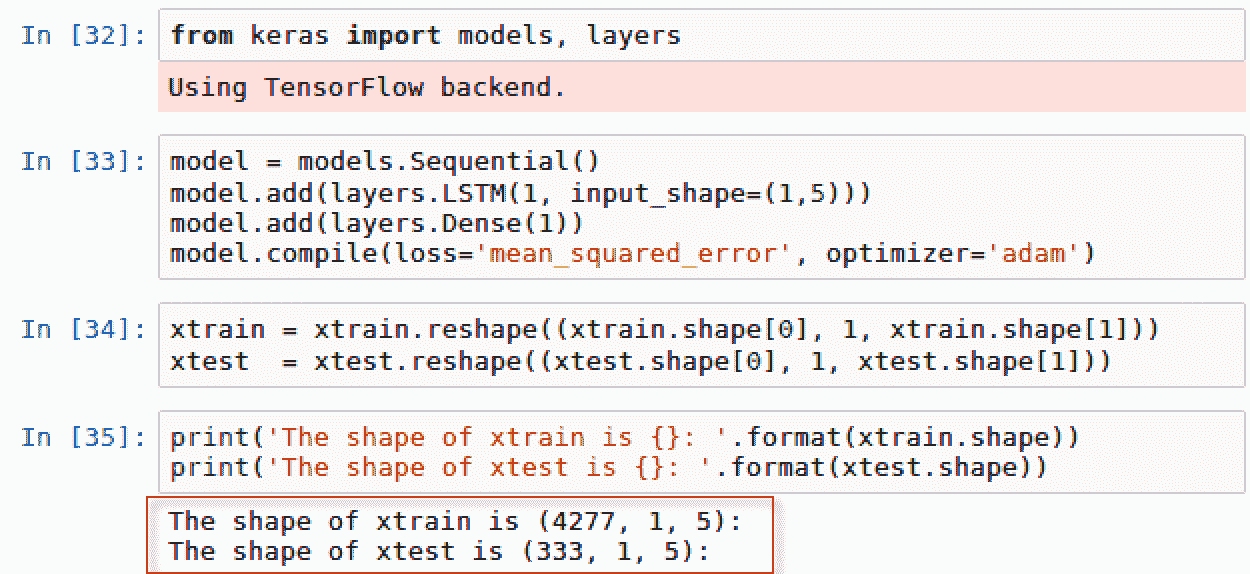 In [32]: from keras import models, layers
Using TensorFlow backend.
In [33]: model = models.Sequential()
model.add(layers.LSTM(1, input_shape=(1,5)))
model.add(layers.Dense(1))
model.compile(loss='mean_squared_error', optimizer='adam')
In [34]: xtrain = xtrain.reshape((xtrain.shape[0], 1, xtrain.shape[1]))
xtest  = xtest.reshape((xtest.shape[0], 1, xtest.shape[1]))
In [35]: print('The shape of xtrain is {}: '.format(xtrain.shape))
print('The shape of xtest is {}: '.format(xtest.shape))
The shape of xtrain is (4277, 1, 5):
The shape of xtest is (333, 1, 5):